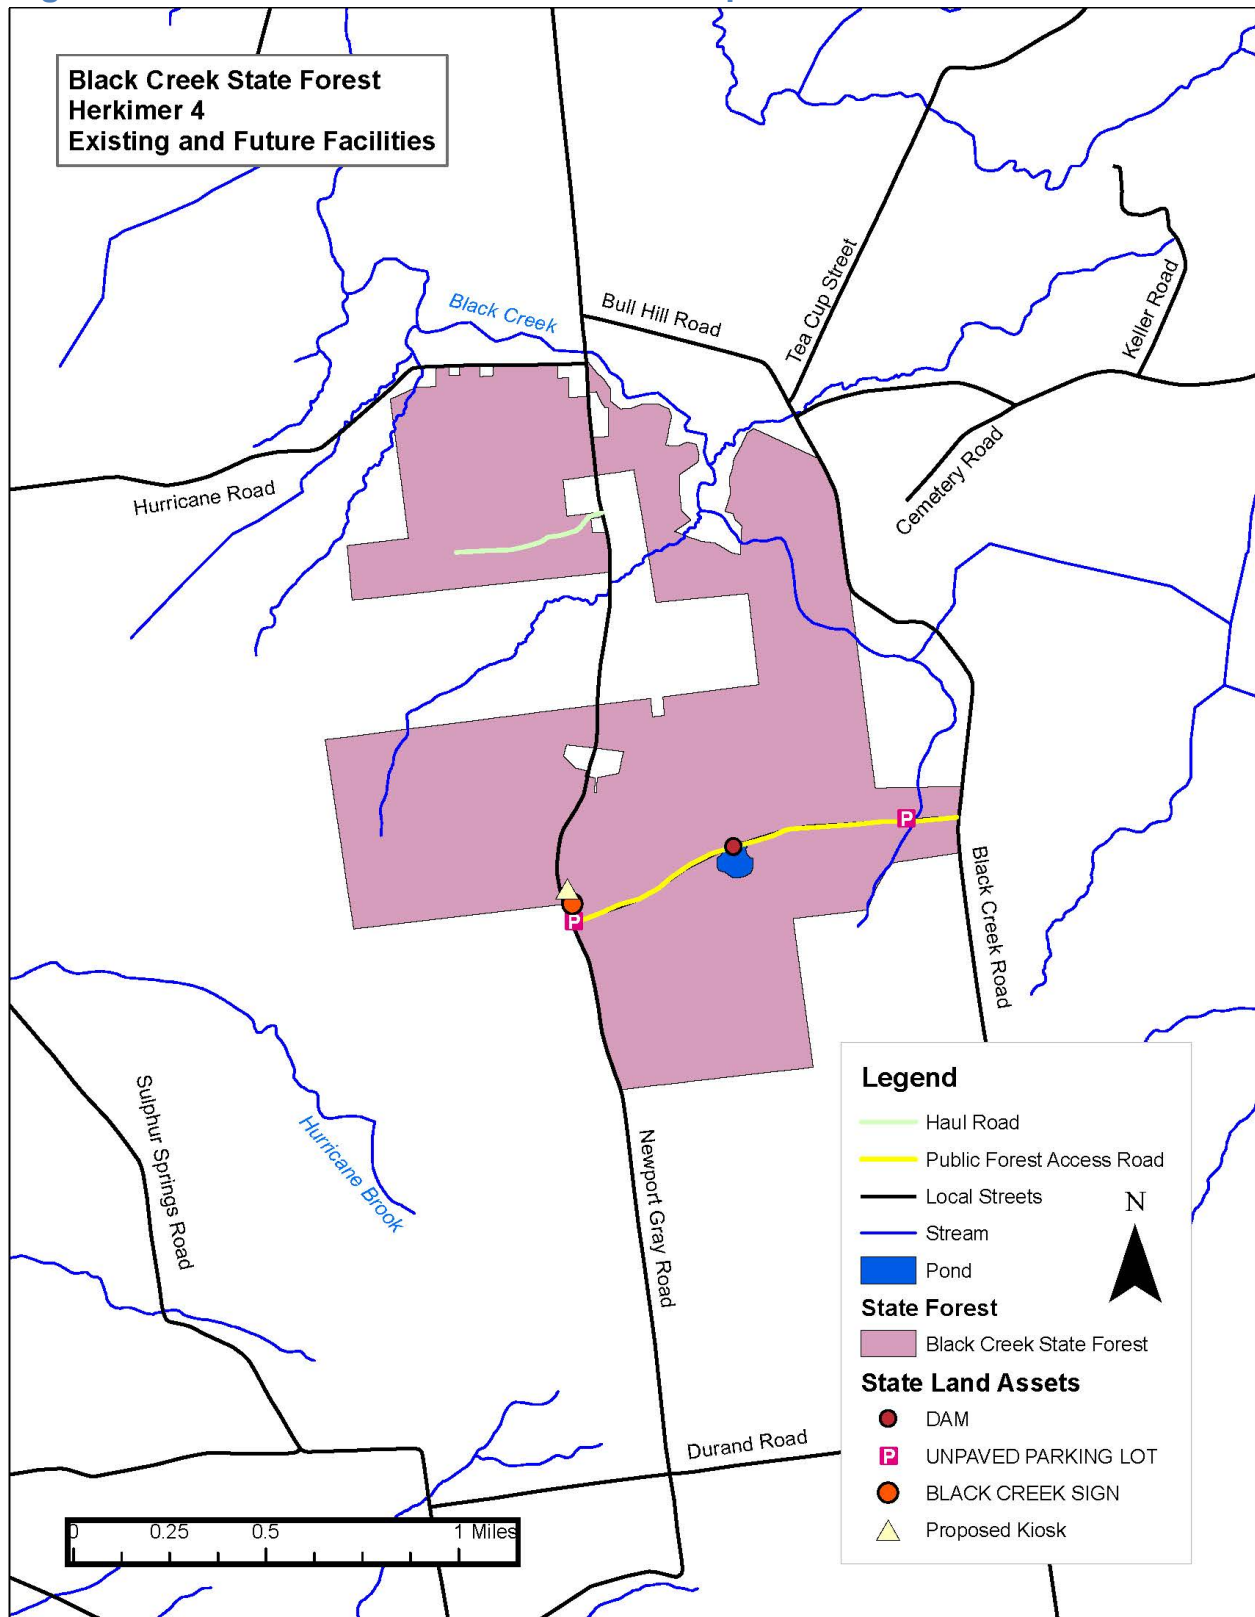 Black Creek State Forest
Herkimer 4
Existing and Future Facilities
Black Creek
Bull Hill Road
Tea Cup Street
Keller Road
Hurricane Road
Cemetery Road
Black Creek Road
Sulphur Springs Road
Hurricane Brook
Newport Gray Road
Durand Road
P
P
Legend
Haul Road
Public Forest Access Road
Local Streets
Stream
Pond
N
State Forest
Black Creek State Forest
State Land Assets
DAM
P UNPAVED PARKING LOT
BLACK CREEK SIGN
Proposed Kiosk
0 0.25 0.5 1 Miles